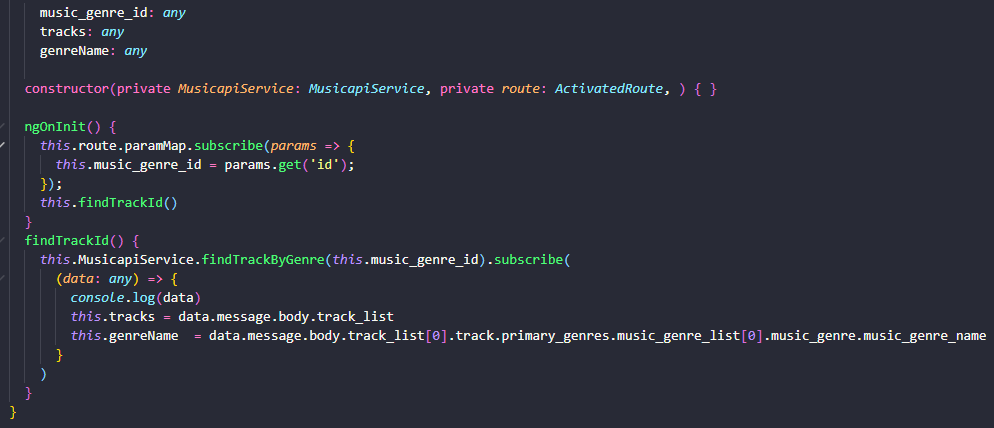 music_genre_id: any
tracks: any
genreName: any
constructor(private MusicapiService: MusicapiService, private route: ActivatedRoute, ) { }
ngOnInit() {
this.route.paramMap.subscribe(params => {
this.music_genre_id = params.get('id');
});
this.findTrackId()
}
findTrackId() {
this.MusicapiService.findTrackByGenre(this.music_genre_id).subscribe(
(data: any) => {
console.log(data)
this.tracks = data.message.body.track_list
this.genreName  = data.message.body.track_list[0].track.primary_genres.music_genre_list[0].music_genre.music_genre_name
}
)
}
}